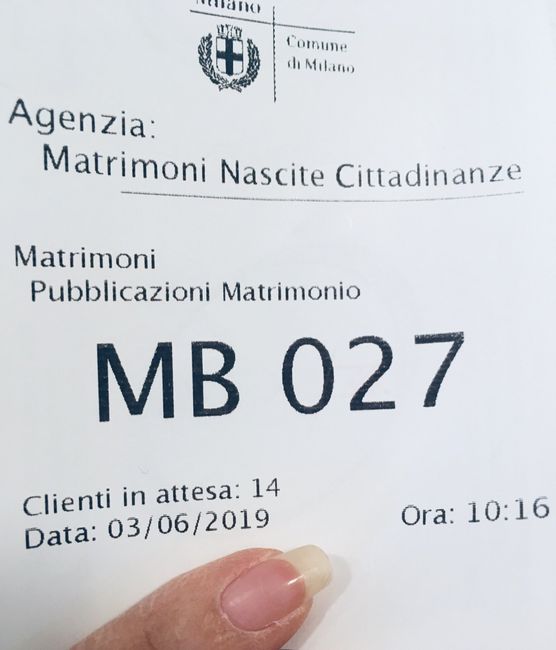 Milano
Comune
di Milano
Agenzia:
Matrimoni Nascite Cittadinanze
Matrimoni
Pubblicazioni Matrimonio
MB 027
Clienti in attesa: 14
Data: 03/06/2019
Ora: 10:16